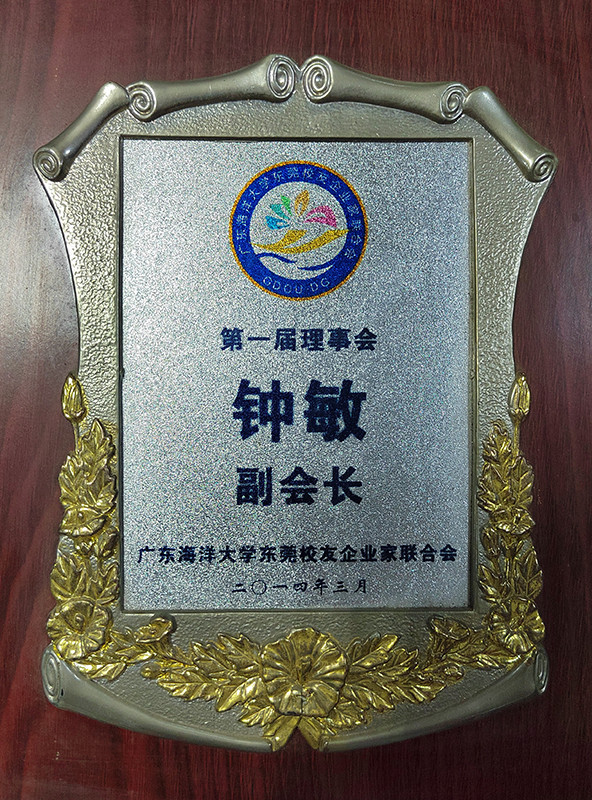 广东海洋大学东莞校友企业家联合会
GDOU-DG
第一届理事会
钟敏
副会长
广东海洋大学东莞校友企业家联合会
二〇一四年三月